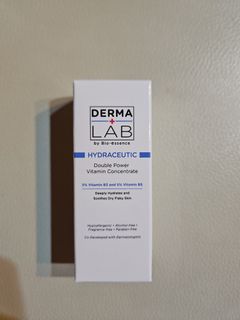 DERMA
LAB
by Bio-essence
HYDRACEUTIC
Double Power
Vitamin Concentrate
5% Vitamin B3 and 5% Vitamin B5
Deeply Hydrates and
Soothes Dry Flaky Skin
Hypoallergenic • Alcohol-free •
Fragrance-free • Paraben-free
Co-Developed with Dermatologists